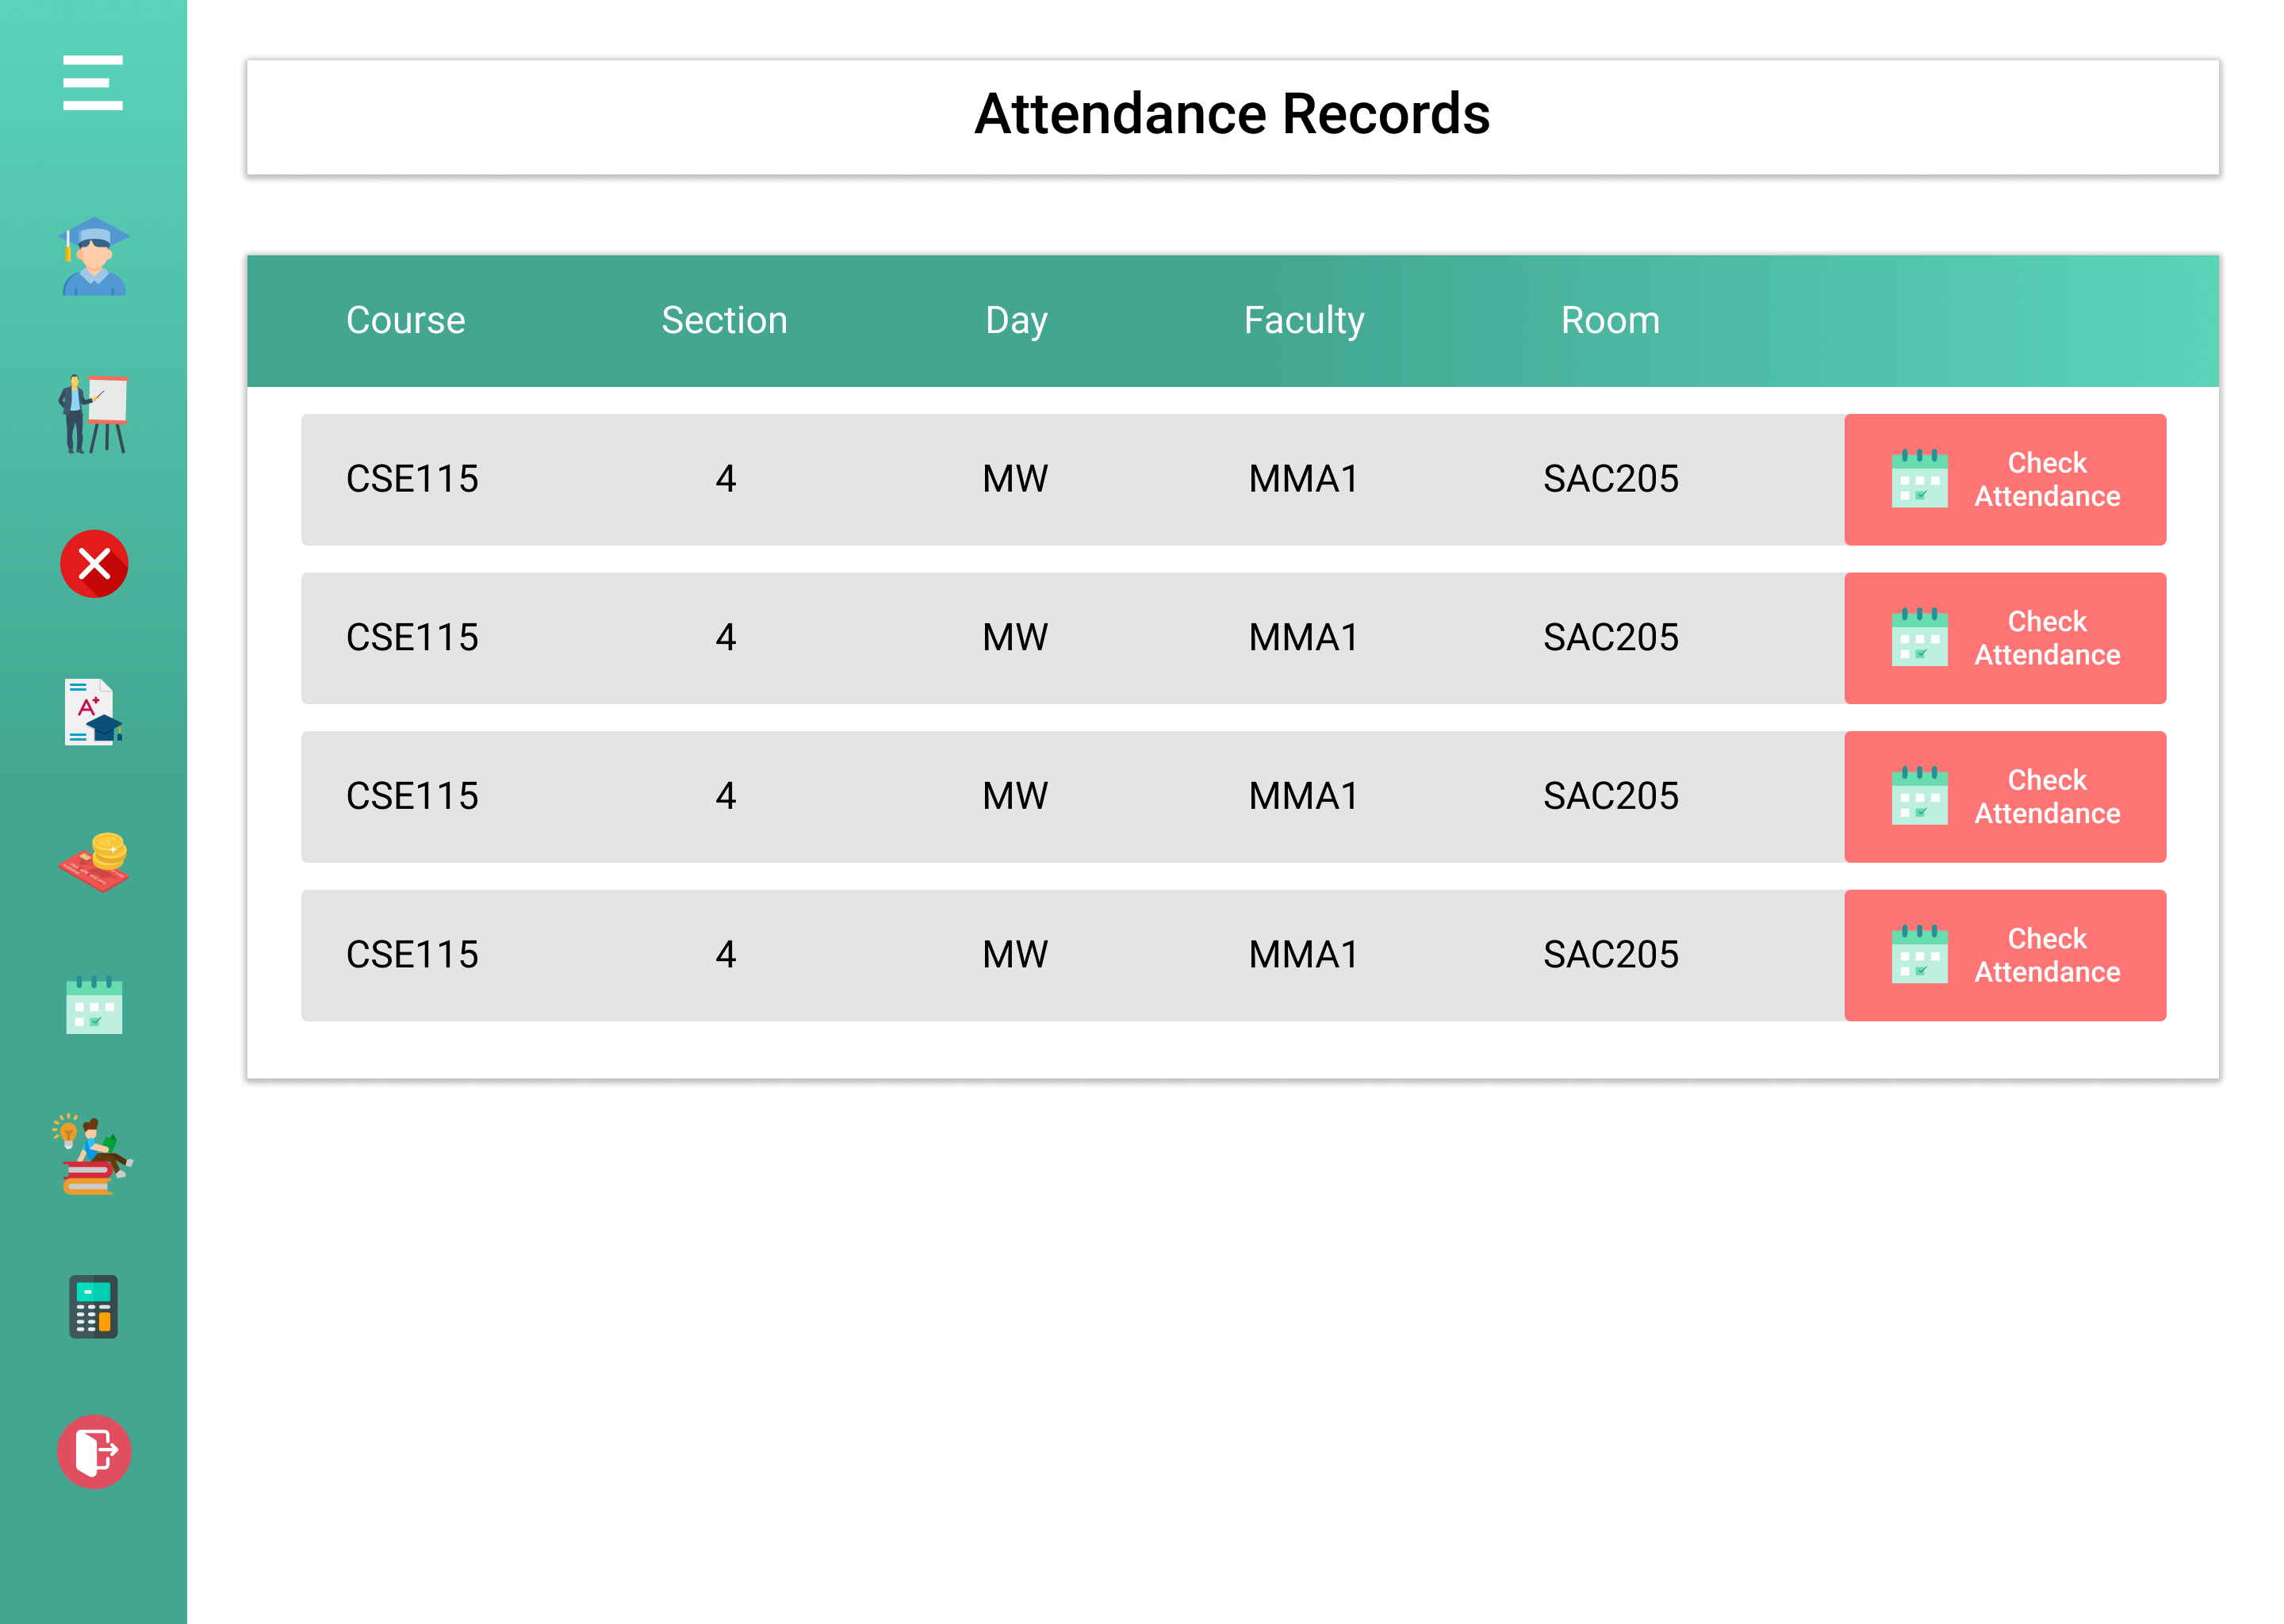 Attendance Records
Course Section Day Faculty Room
CSE115 4 MW MMA1 SAC205 Check
Attendance
CSE115 4 MW MMA1 SAC205 Check
Attendance
CSE115 4 MW MMA1 SAC205 Check
Attendance
CSE115 4 MW MMA1 SAC205 Check
Attendance
A+